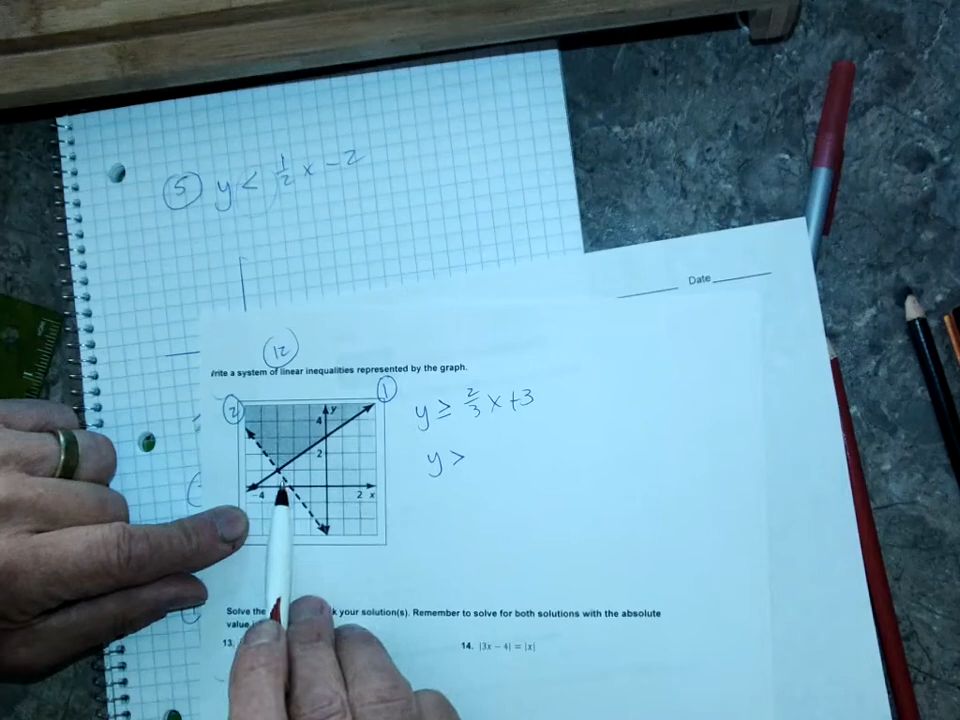 ⑤ y < 1/2 x - 2
Date
⑫
rite a system of linear inequalities represented by the graph.
② ①
y ≥ 2/3 x + 3
y >
y
4
2
-4 2 x
Solve the k your solution(s). Remember to solve for both solutions with the absolute
value
13.
14. |3x − 4| = |x|